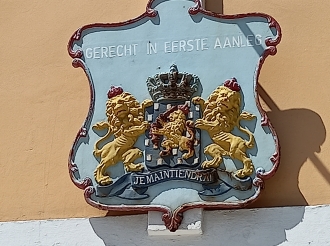 GERECHT IN EERSTE AANLEG
JE MAINTIENDRAI